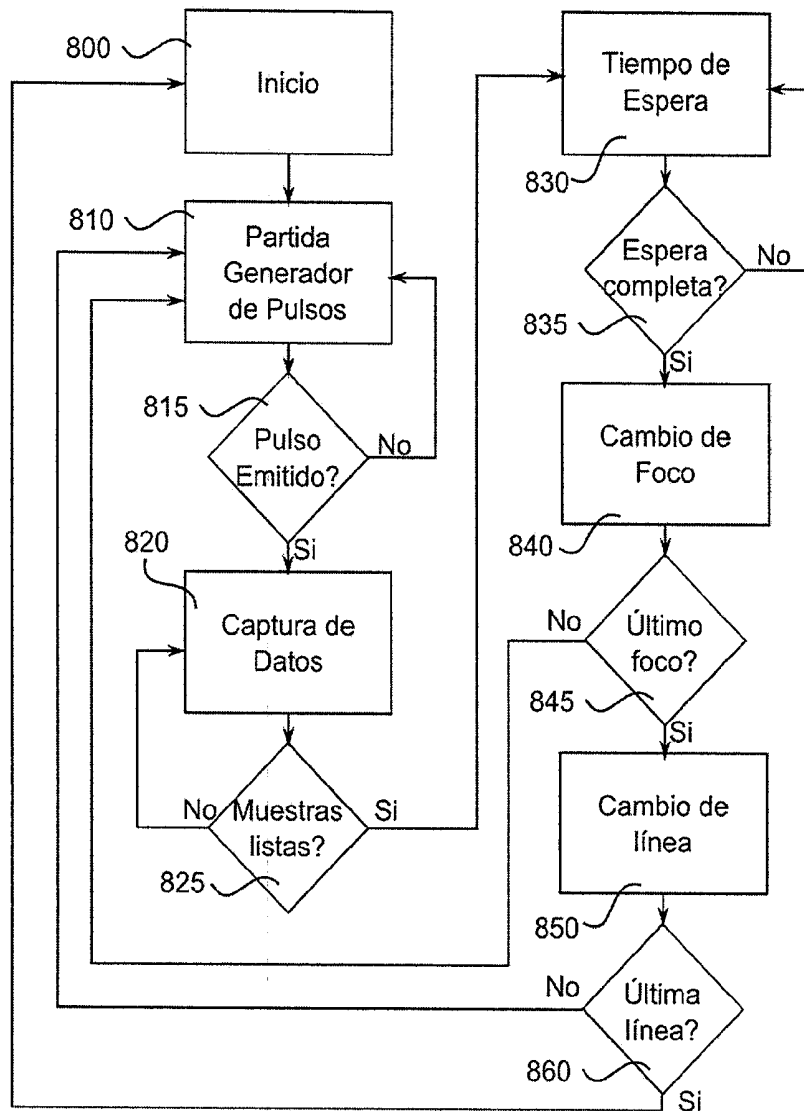 800
Inicio
810
Partida
Generador
de Pulsos
815
Pulso
Emitido?
No
Si
820
Captura de
Datos
No
Muestras
listas?
Si
825
Tiempo de
Espera
830
Espera
completa?
No
835
Si
Cambio de
Foco
840
No
Último
foco?
845
Si
Cambio de
línea
850
No
Última
línea?
860
Si